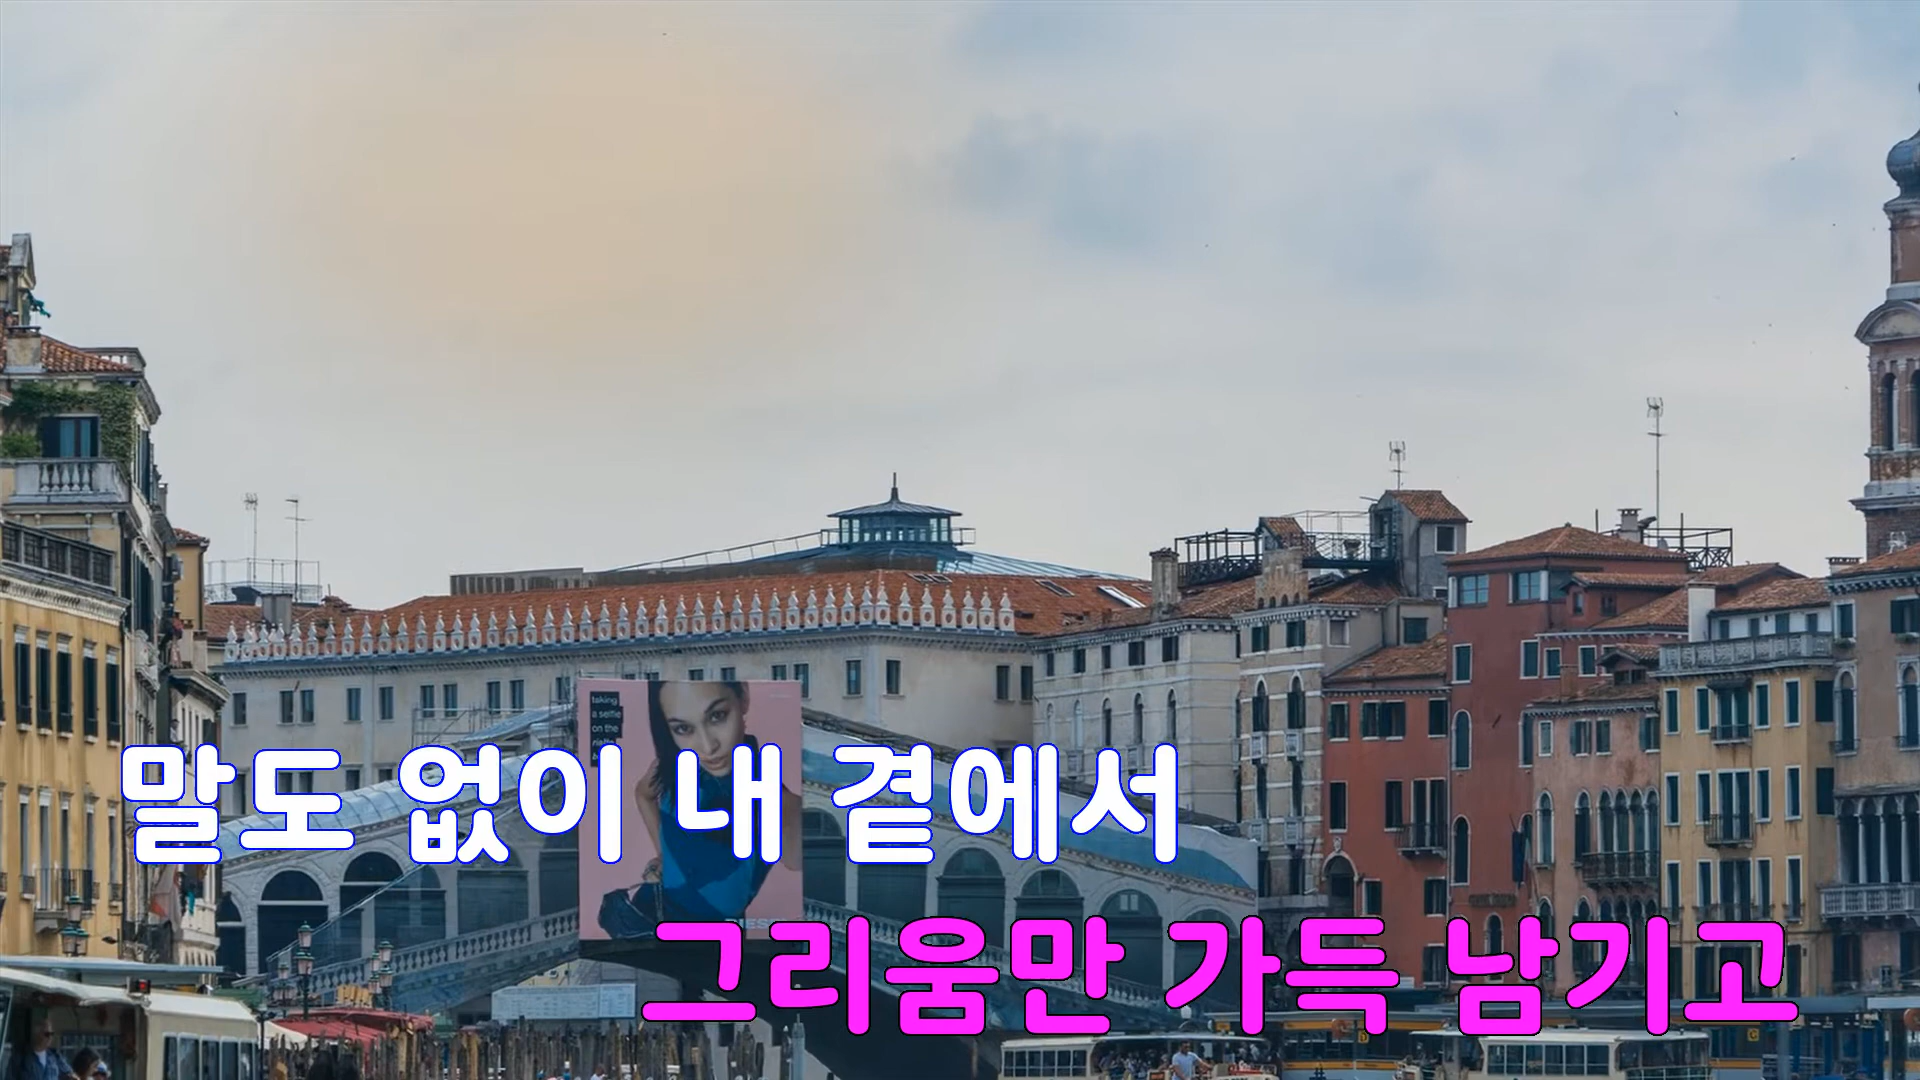 taking
a selfie
on the
말도 없이 내 곁에서
그리움만 가득 남기고